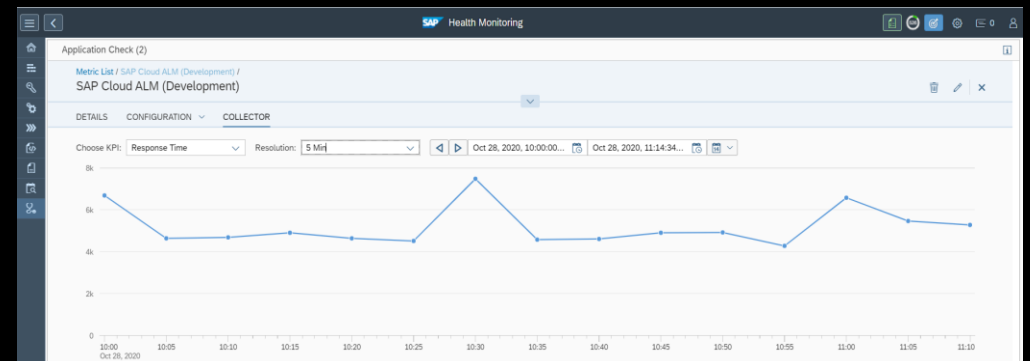 SAP Health Monitoring
0
Application Check (2)
Metric List / SAP Cloud ALM (Development) /
SAP Cloud ALM (Development)
DETAILS CONFIGURATION COLLECTOR
Choose KPI: Response Time Resolution: 5 Min Oct 28, 2020, 10:00:00... Oct 28, 2020, 11:14:34...
8k
6k
4k
2k
0
10:00 10:05 10:10 10:15 10:20 10:25 10:30 10:35 10:40 10:45 10:50 10:55 11:00 11:05 11:10
Oct 28, 2020